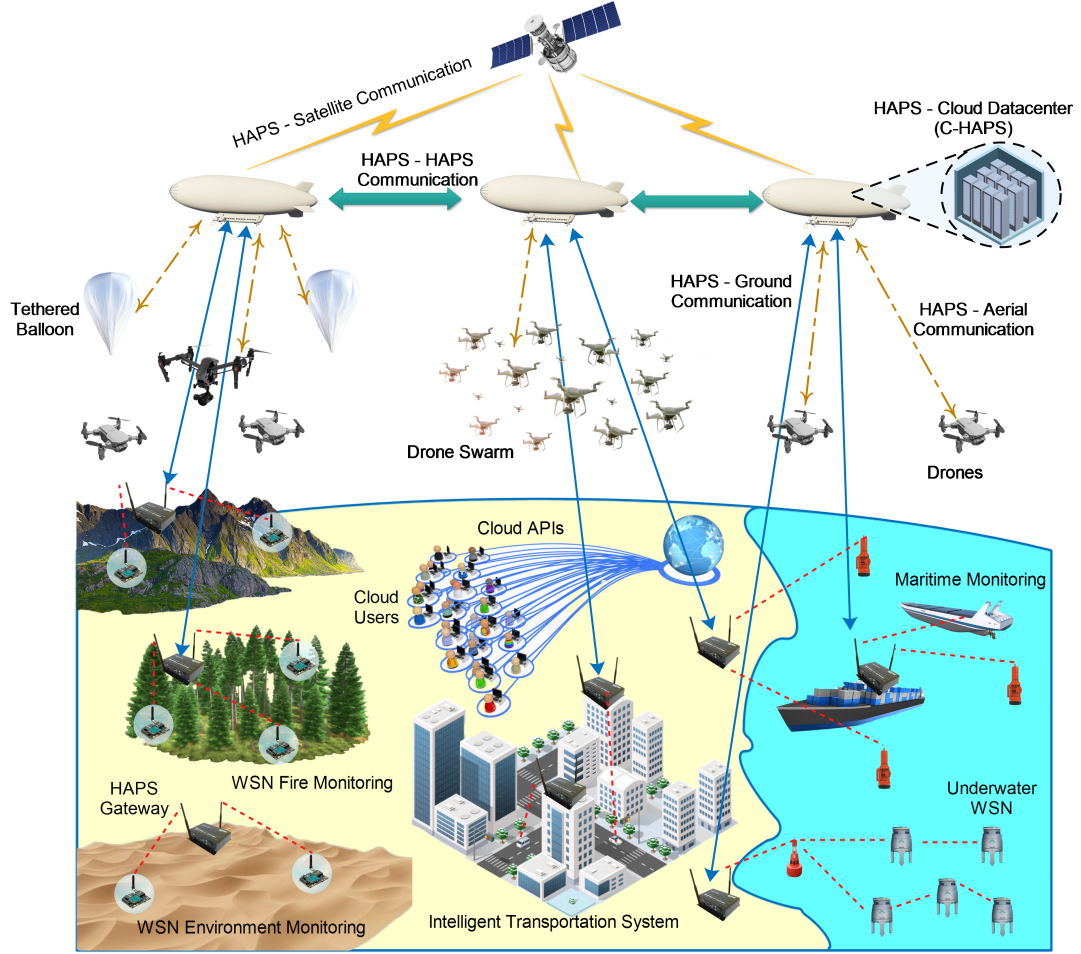 HAPS - Satellite Communication
HAPS - Cloud Datacenter
(C-HAPS)
HAPS - HAPS
Communication
HAPS - Ground
Communication
Tethered
Balloon
HAPS - Aerial
Communication
Drone Swarm
Drones
Cloud APIs
Cloud
Users
Maritime Monitoring
WSN Fire Monitoring
HAPS
Gateway
Underwater
WSN
WSN Environment Monitoring
Intelligent Transportation System